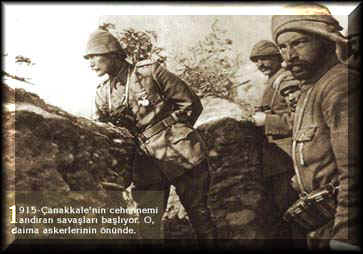 1915-Çanakkale'nin cehennemi
andıran savaşları başlıyor. O,
daima askerlerinin önünde.